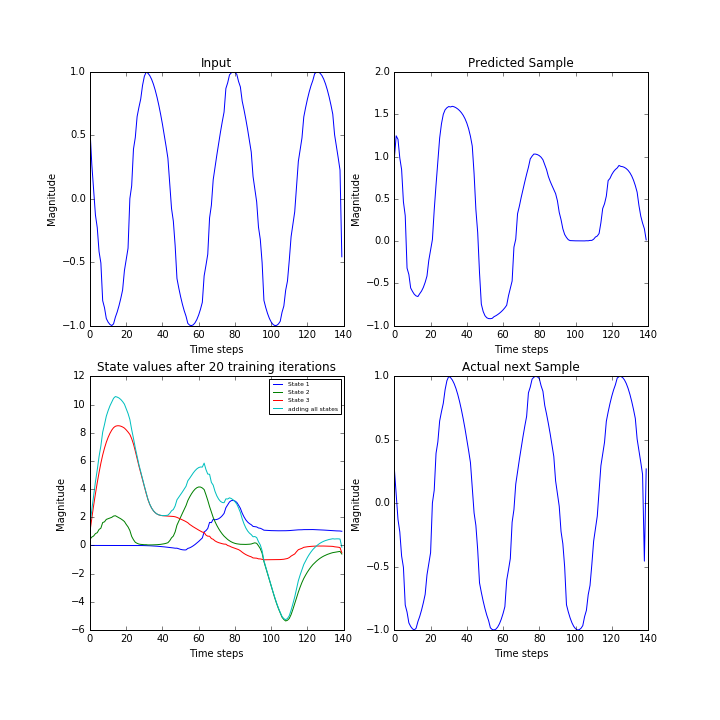 Input
1.0
0.5
0.0
−0.5
−1.0
Magnitude
0 20 40 60 80 100 120 140
Time steps
Predicted Sample
2.0
1.5
1.0
0.5
0.0
−0.5
−1.0
Magnitude
0 20 40 60 80 100 120 140
Time steps
State values after 20 training iterations
12
10
8
6
4
2
0
−2
−4
−6
Magnitude
State 1
State 2
State 3
adding all states
0 20 40 60 80 100 120 140
Time steps
Actual next Sample
1.0
0.5
0.0
−0.5
−1.0
Magnitude
0 20 40 60 80 100 120 140
Time steps